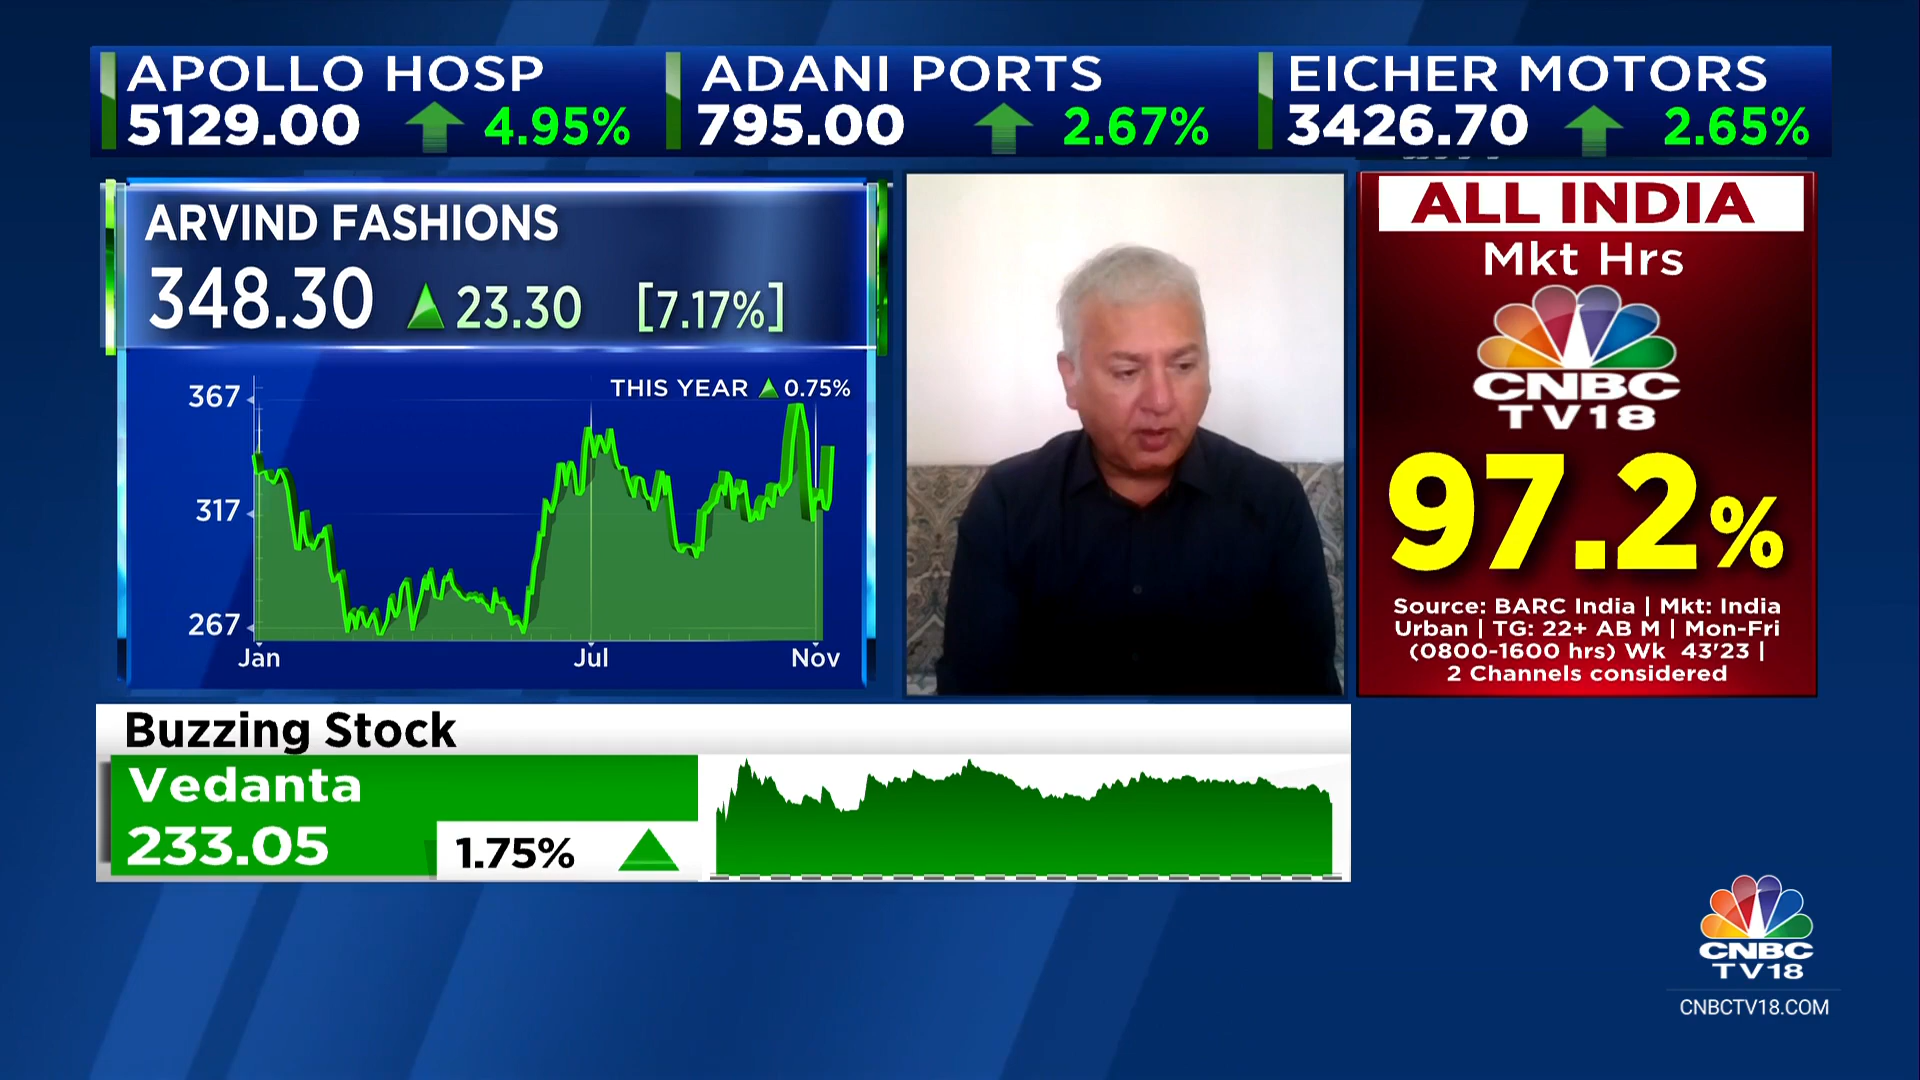 APOLLO HOSP
5129.00 4.95%
ADANI PORTS
795.00 2.67%
EICHER MOTORS
3426.70 2.65%
ARVIND FASHIONS
348.30 23.30 [7.17%]
THIS YEAR 0.75%
367
317
267
Jan Jul Nov
ALL INDIA
Mkt Hrs
CNBC
TV18
97.2%
Source: BARC India | Mkt: India
Urban | TG: 22+ AB M | Mon-Fri
(0800-1600 hrs) Wk 43'23 |
2 Channels considered
Buzzing Stock
Vedanta
233.05 1.75%
CNBC
TV18
CNBCTV18.COM